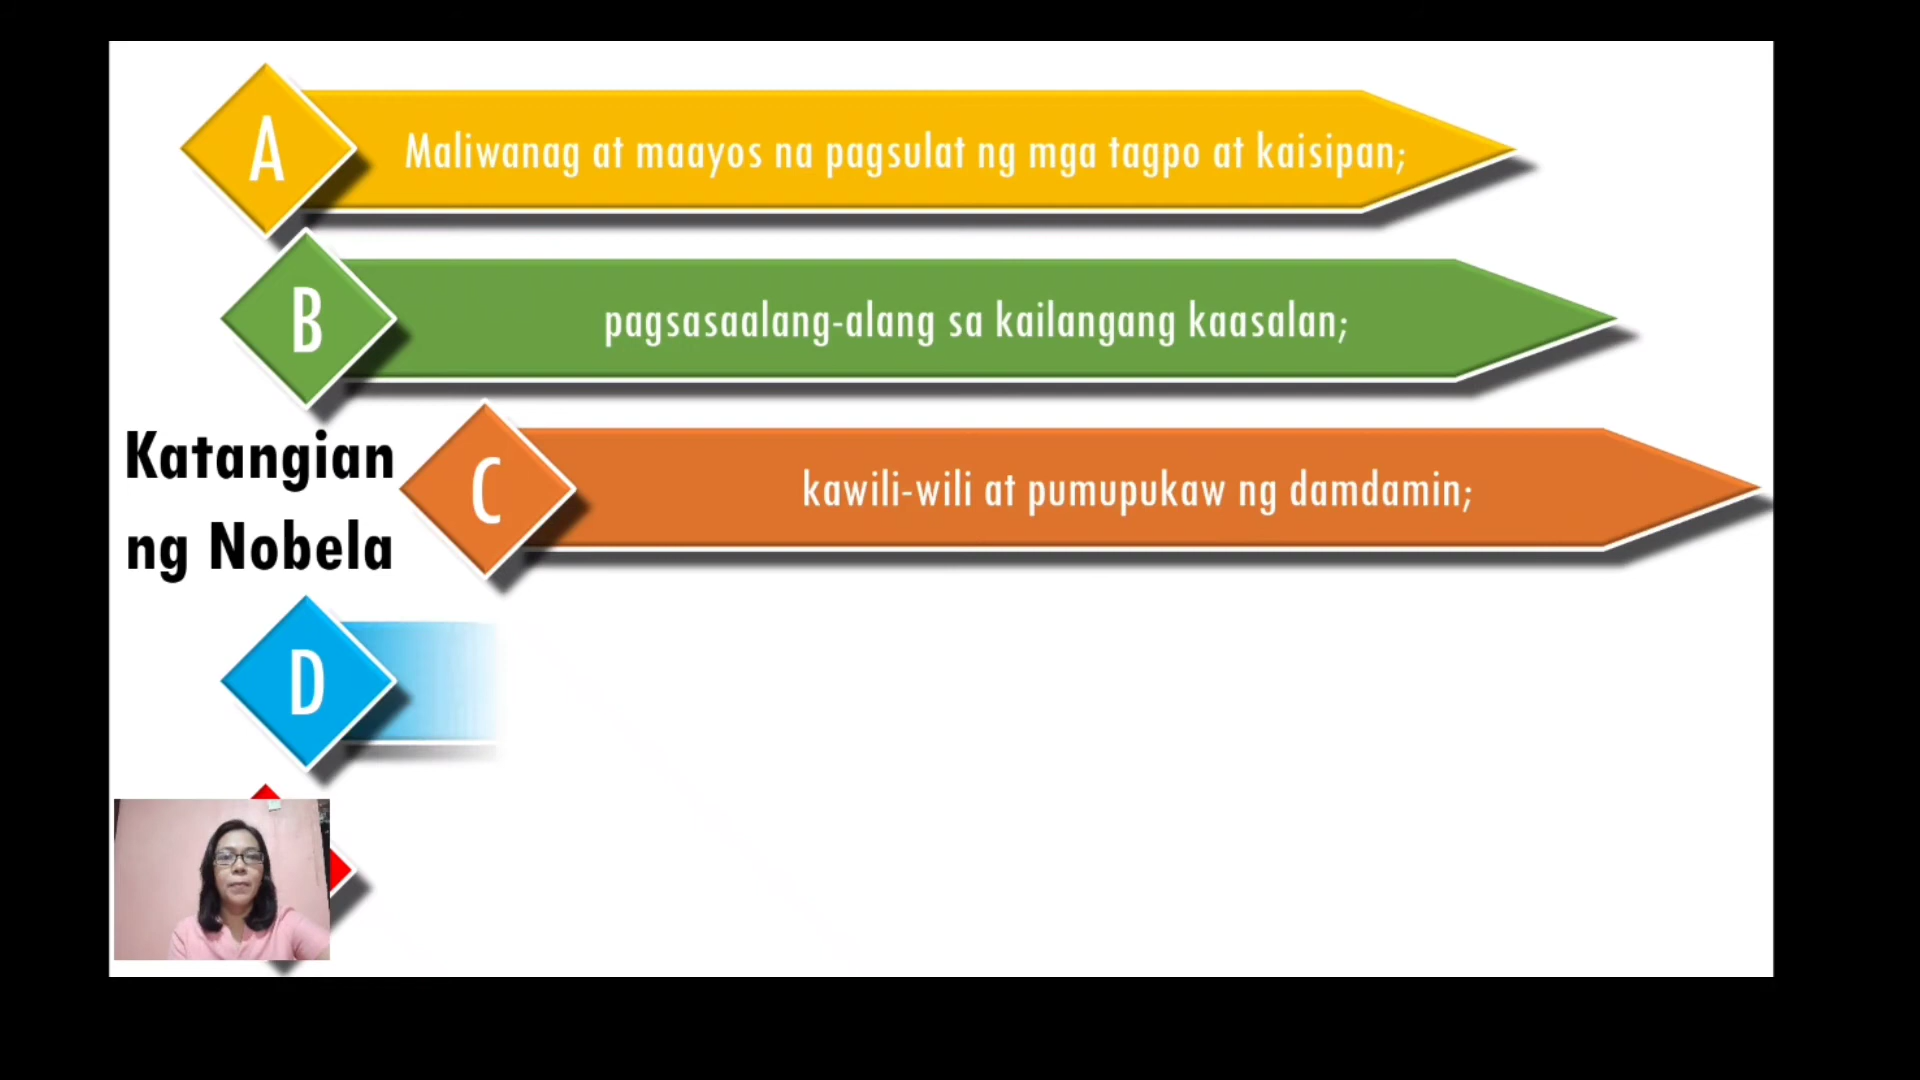 A
Maliwanag at maayos na pagsulat ng mga tagpo at kaisipan;
B
pagsasaalang-alang sa kailangang kaasalan;
Katangian
ng Nobela
C
kawili-wili at pumupukaw ng damdamin;
D